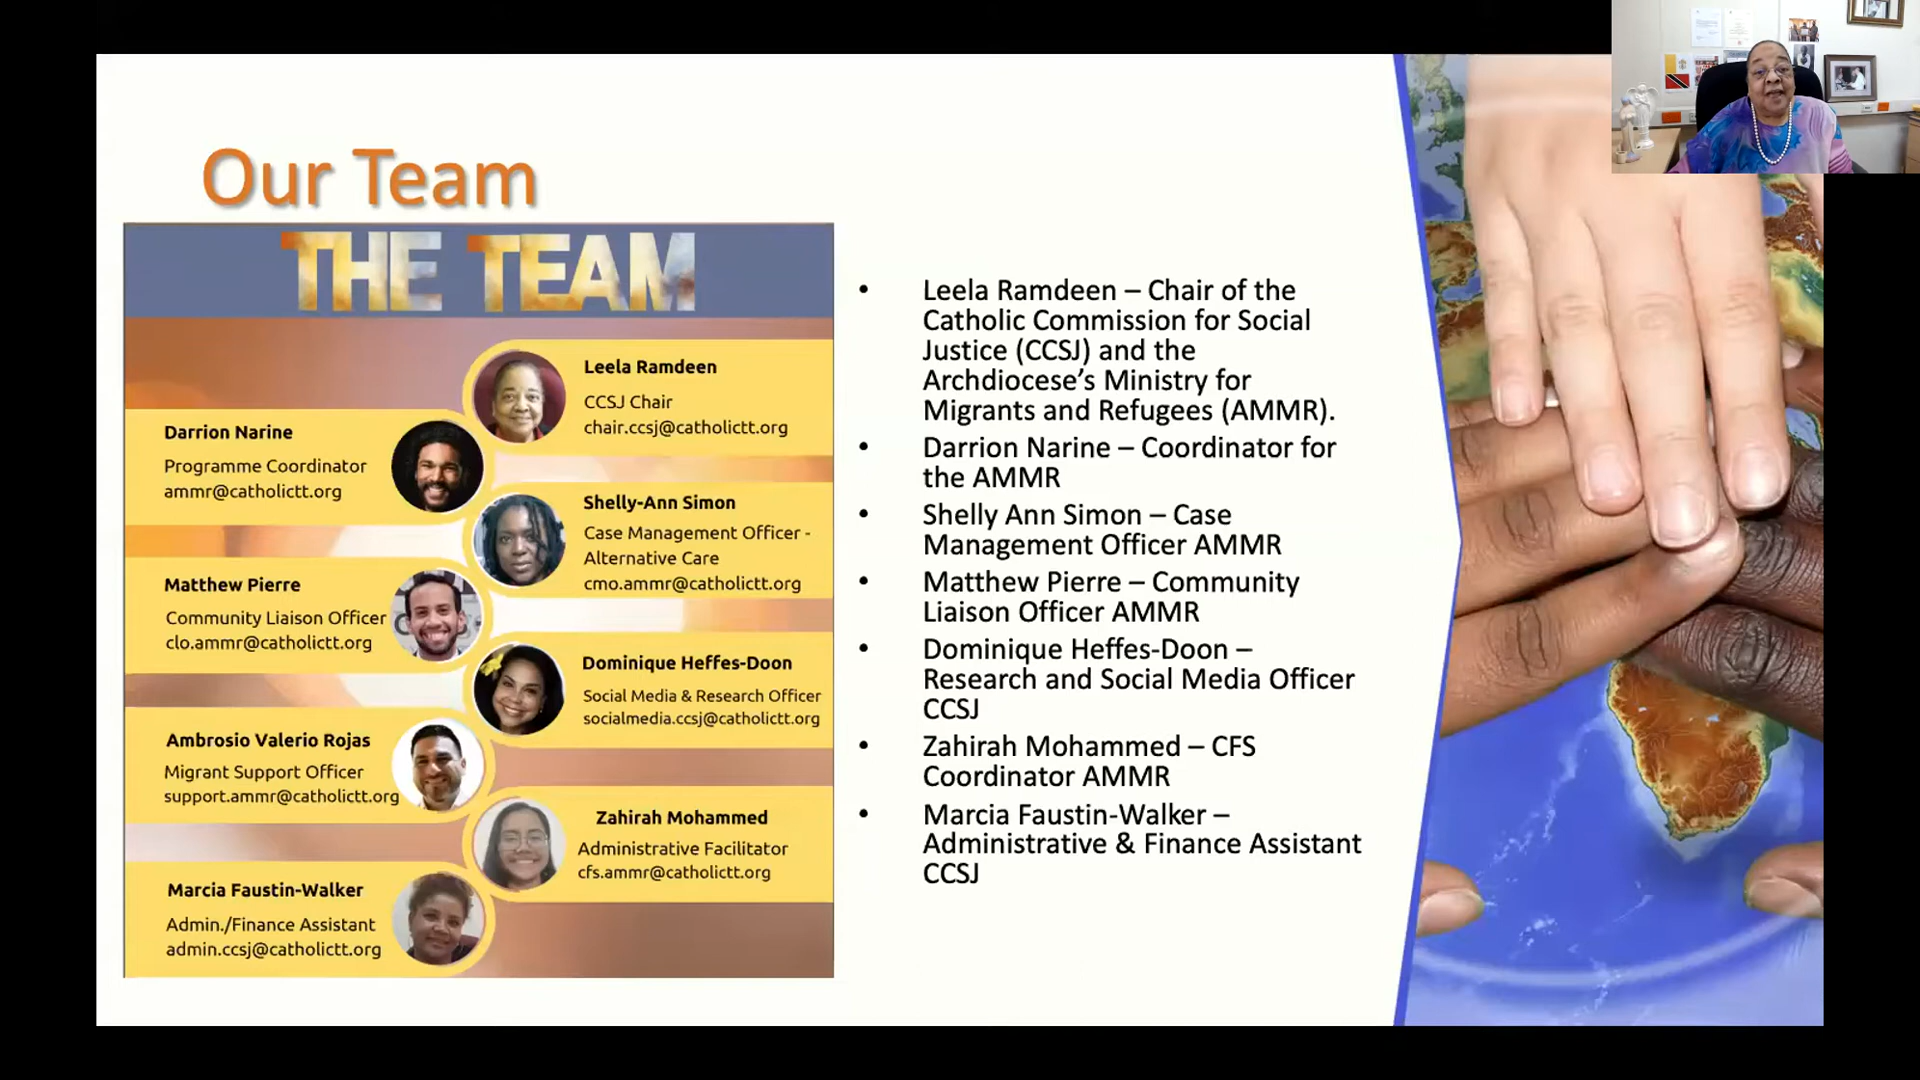 Our Team
THE TEAM
Leela Ramdeen
CCSJ Chair
chair.ccsj@catholictt.org
Darrion Narine
Programme Coordinator
ammr@catholictt.org
Shelly-Ann Simon
Case Management Officer -
Alternative Care
cmo.ammr@catholictt.org
Matthew Pierre
Community Liaison Officer
clo.ammr@catholictt.org
Dominique Heffes-Doon
Social Media & Research Officer
socialmedia.ccsj@catholictt.org
Ambrosio Valerio Rojas
Migrant Support Officer
support.ammr@catholictt.org
Zahirah Mohammed
Administrative Facilitator
cfs.ammr@catholictt.org
Marcia Faustin-Walker
Admin./Finance Assistant
admin.ccsj@catholictt.org
• Leela Ramdeen – Chair of the
Catholic Commission for Social
Justice (CCSJ) and the
Archdiocese’s Ministry for
Migrants and Refugees (AMMR).
• Darrion Narine – Coordinator for
the AMMR
• Shelly Ann Simon – Case
Management Officer AMMR
• Matthew Pierre – Community
Liaison Officer AMMR
• Dominique Heffes-Doon –
Research and Social Media Officer
CCSJ
• Zahirah Mohammed – CFS
Coordinator AMMR
• Marcia Faustin-Walker –
Administrative & Finance Assistant
CCSJ